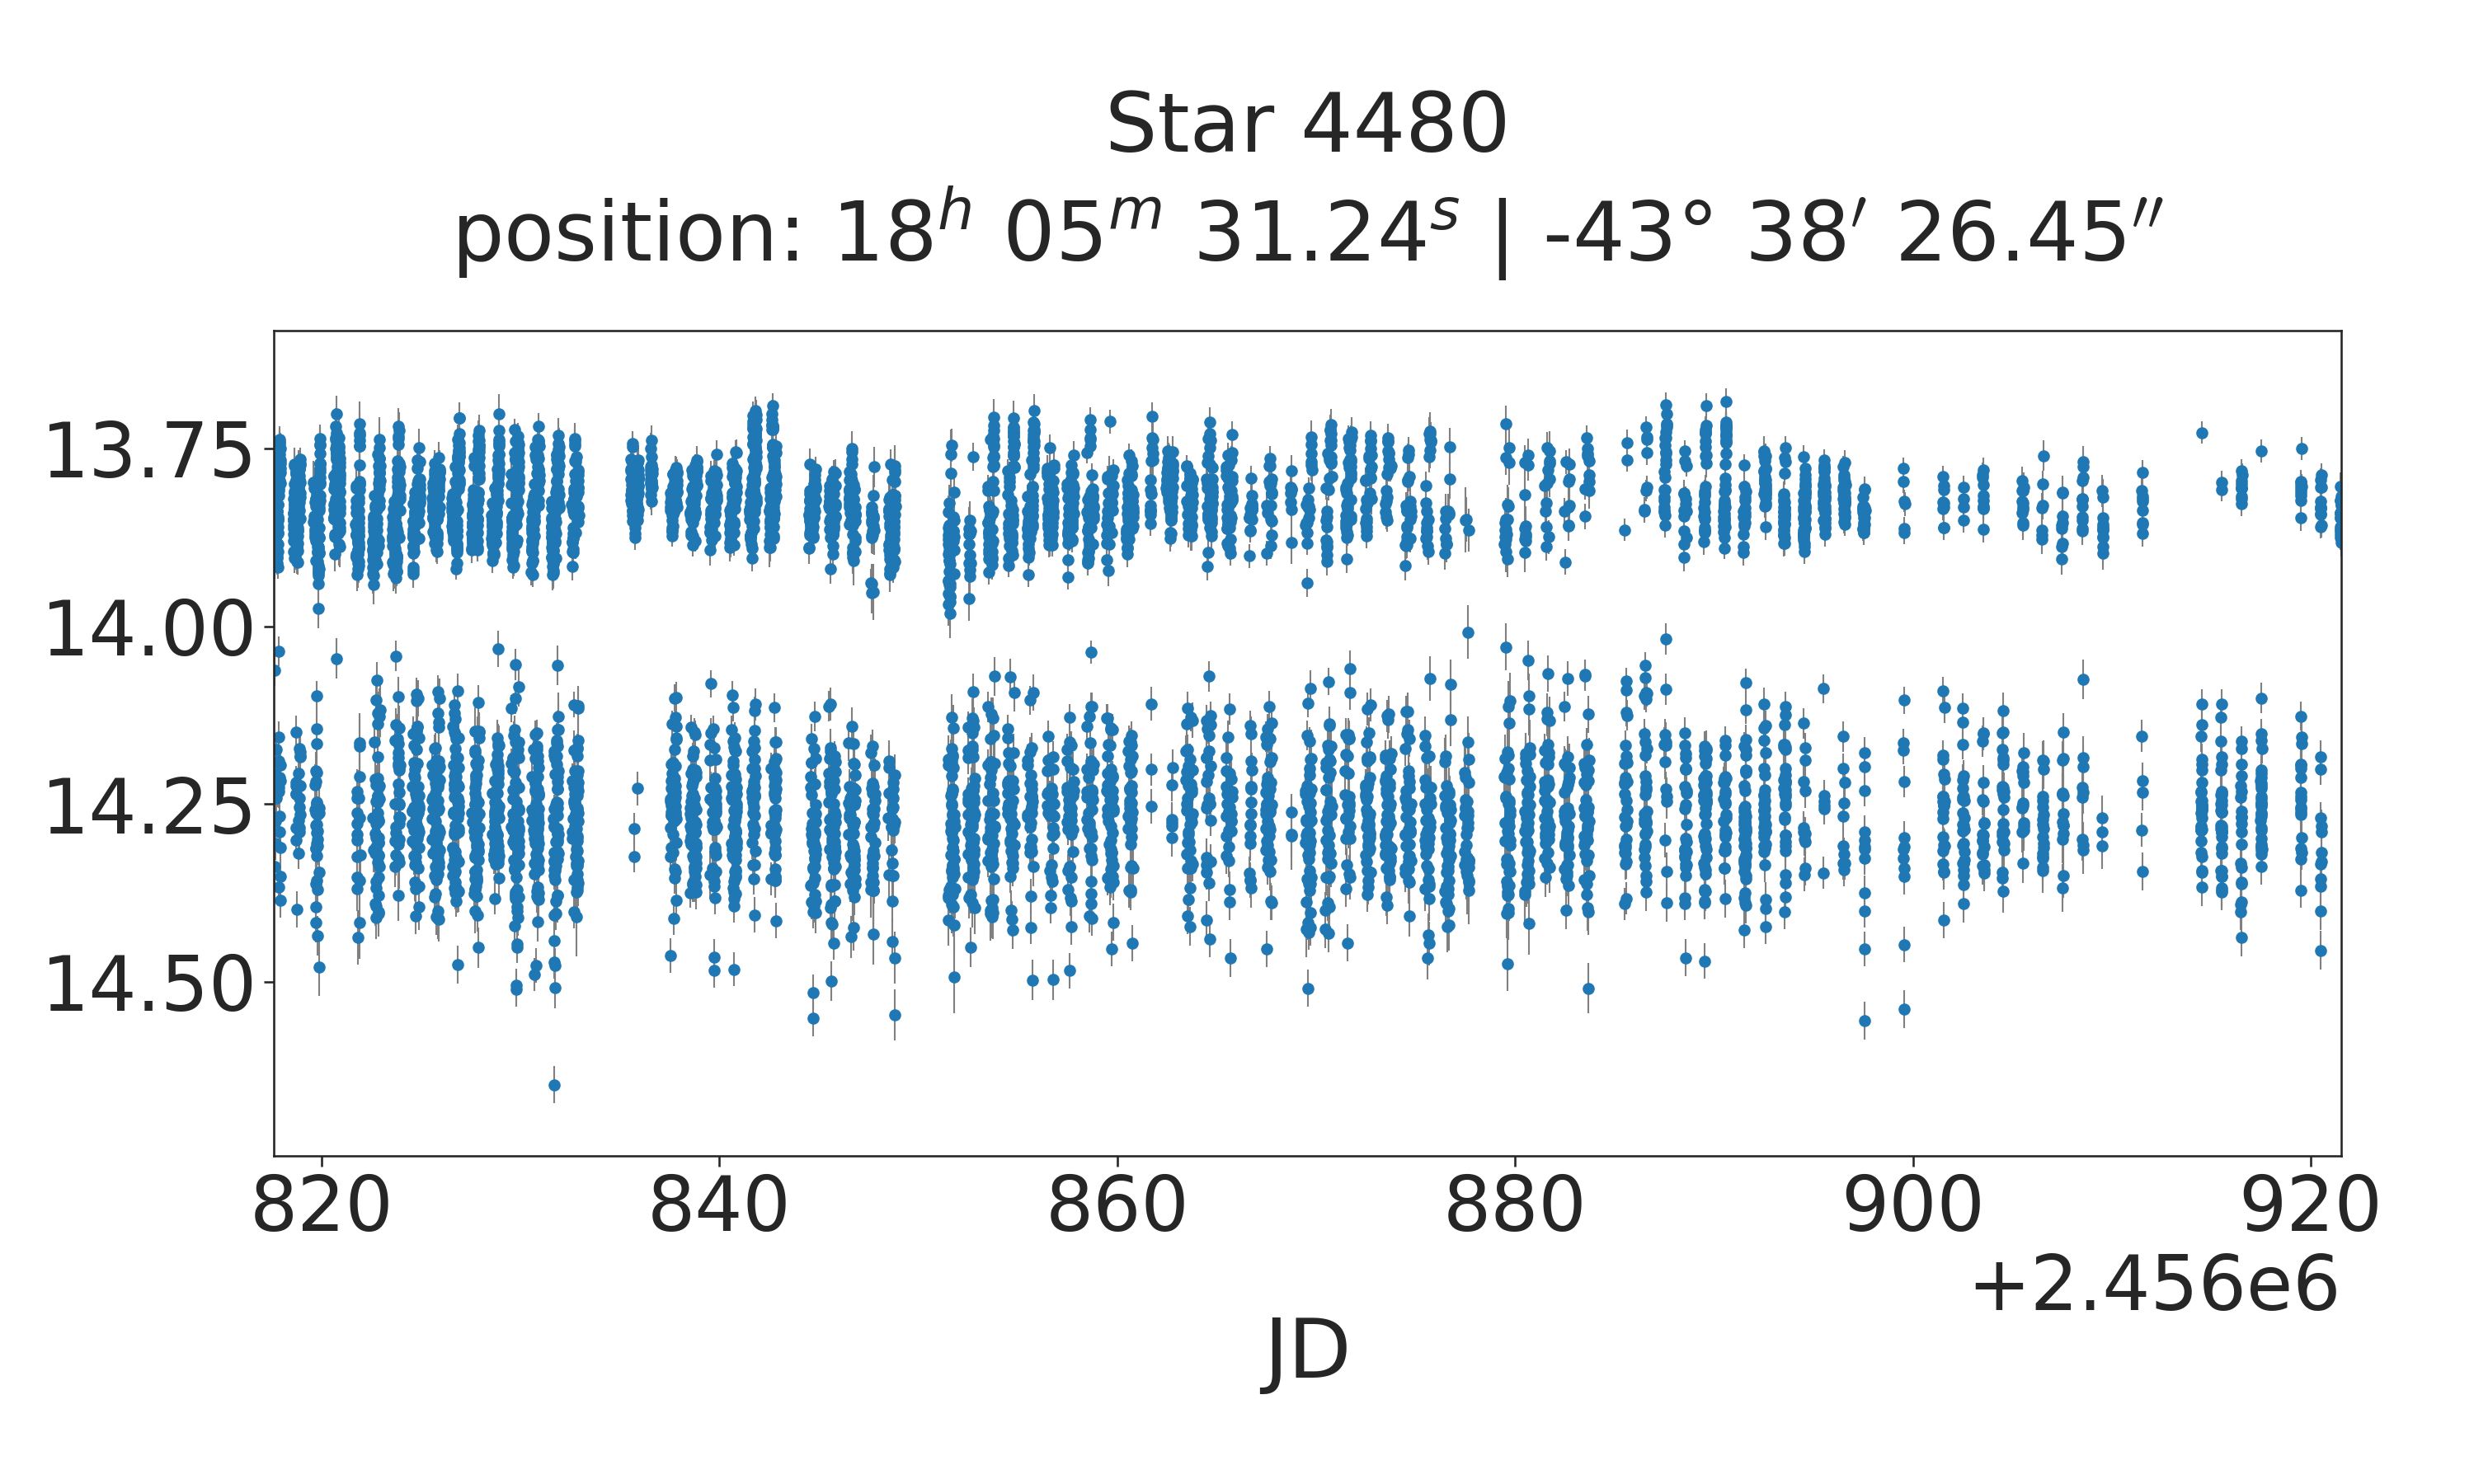 Star 4480
position: 18h 05m 31.24s | -43° 38′ 26.45′′
13.75
14.00
14.25
14.50
820 840 860 880 900 920
+2.456e6
JD